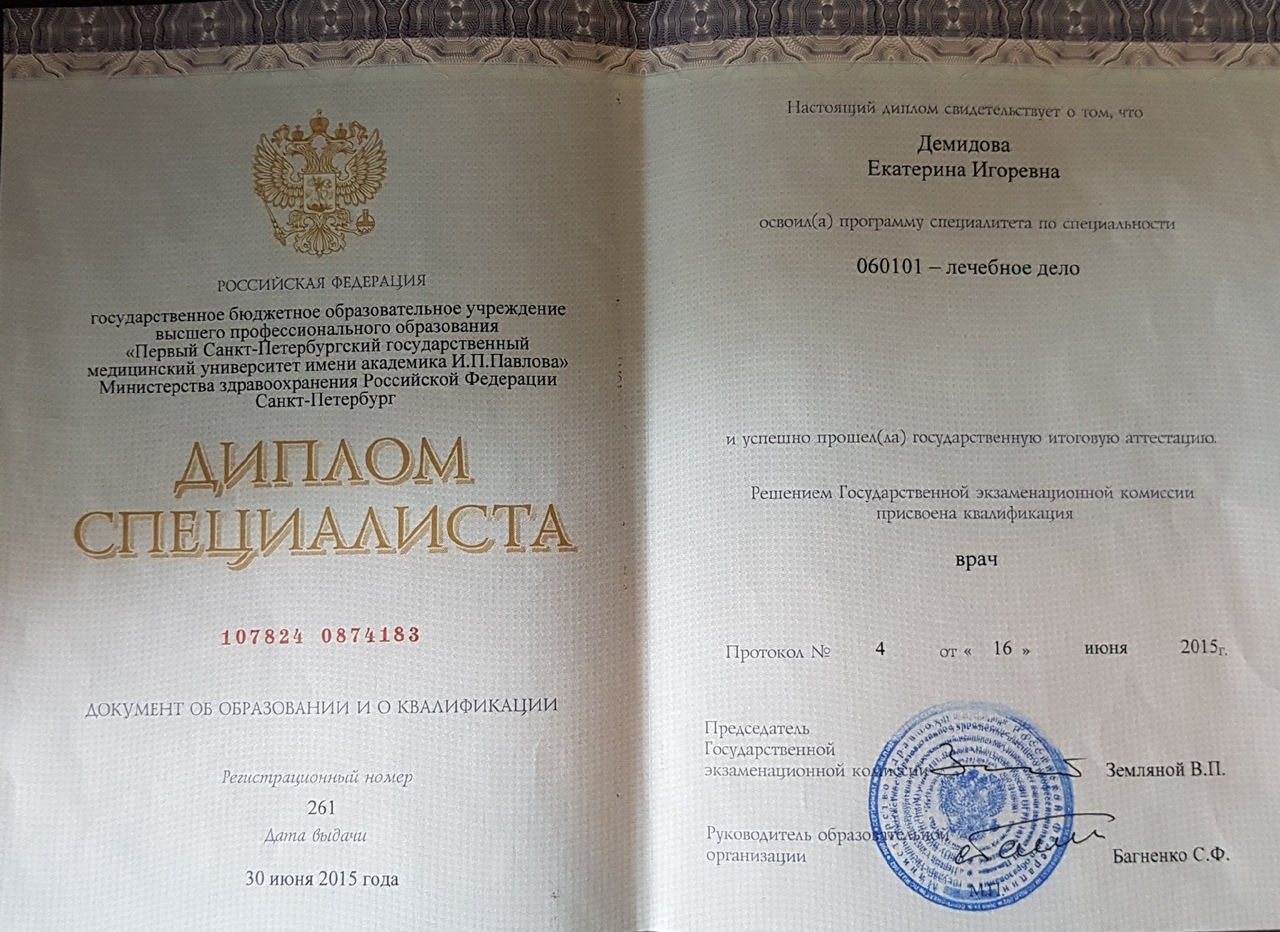 РОССИЙСКАЯ ФЕДЕРАЦИЯ
государственное бюджетное образовательное учреждение
высшего профессионального образования
«Первый Санкт-Петербургский государственный
медицинский университет имени академика И.П.Павлова»
Министерства здравоохранения Российской Федерации
Санкт-Петербург
ДИПЛОМ
СПЕЦИАЛИСТА
107824 0874183
ДОКУМЕНТ ОБ ОБРАЗОВАНИИ И О КВАЛИФИКАЦИИ
Регистрационный номер
261
Дата выдачи
30 июня 2015 года
Настоящий диплом свидетельствует о том, что
Демидова
Екатерина Игоревна
освоил(а) программу специалитета по специальности
060101 – лечебное дело
и успешно прошел(ла) государственную итоговую аттестацию.
Решением Государственной экзаменационной комиссии
присвоена квалификация
врач
Протокол № 4 от « 16 » июня 2015г.
Председатель
Государственной
экзаменационной комиссии Земляной В.П.
Руководитель образовательной
организации Багненко С.Ф.
М.П.